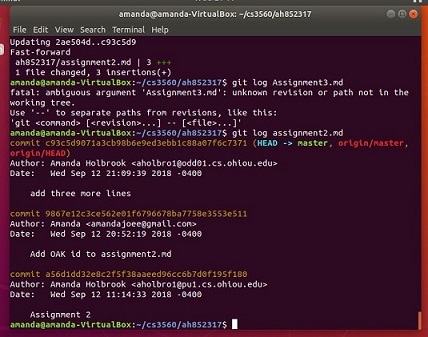 amanda@amanda-VirtualBox: ~/cs3560/ah852317
File Edit View Search Terminal Help
Updating 2ae504d..c93c5d9
Fast-forward
ah852317/assignment2.md | 3 +++
1 file changed, 3 insertions(+)
amanda@amanda-VirtualBox:~/cs3560/ah852317$ git log Assignment3.md
fatal: ambiguous argument 'Assignment3.md': unknown revision or path not in the
working tree.
Use '--' to separate paths from revisions, like this:
'git <command> [<revision>...] -- [<file>...]'
amanda@amanda-VirtualBox:~/cs3560/ah852317$ git log assignment2.md
commit c93c5d9071a3cb98b6e9ed3ebb1c88a07f6c7371 (HEAD -> master, origin/master,
origin/HEAD)
Author: Amanda Holbrook <aholbro1@odd01.cs.ohiou.edu>
Date: Wed Sep 12 21:09:39 2018 -0400
add three more lines
commit 9867e12c3ce562e01f6796678ba7758e3553e511
Author: Amanda <amandajoee@gmail.com>
Date: Wed Sep 12 20:52:19 2018 -0400
Add OAK id to assignment2.md
commit a56d1dd32e8c2f5f38aaeed96cc6b7d0f195f180
Author: Amanda Holbrook <aholbro1@pu1.cs.ohiou.edu>
Date: Wed Sep 12 11:14:33 2018 -0400
Assignment 2
amanda@amanda-VirtualBox:~/cs3560/ah852317$